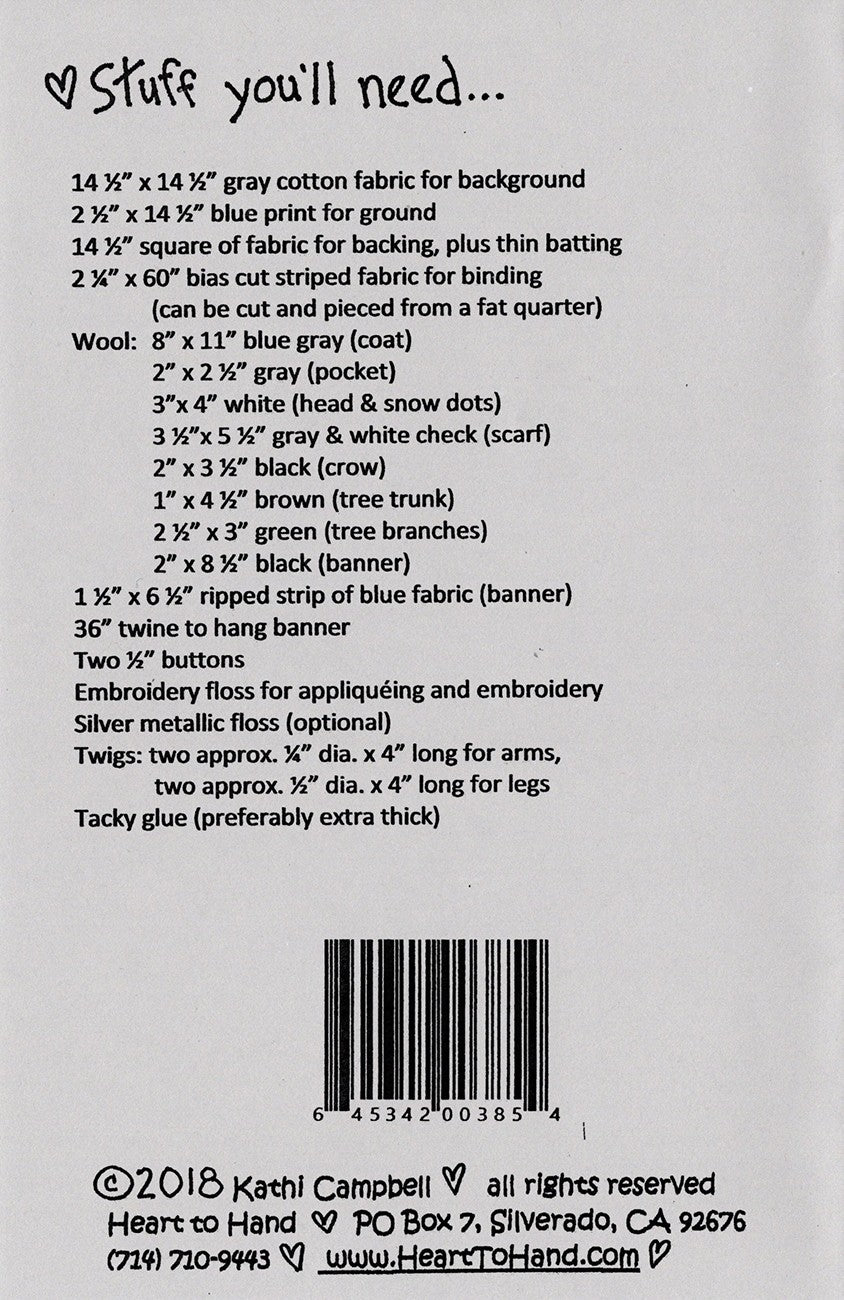 ♡ Stuff you'll need...
14 ½" x 14 ½" gray cotton fabric for background
2 ½" x 14 ½" blue print for ground
14 ½" square of fabric for backing, plus thin batting
2 ¼" x 60" bias cut striped fabric for binding
(can be cut and pieced from a fat quarter)
Wool: 8" x 11" blue gray (coat)
2" x 2 ½" gray (pocket)
3"x 4" white (head & snow dots)
3 ½"x 5 ½" gray & white check (scarf)
2" x 3 ½" black (crow)
1" x 4 ½" brown (tree trunk)
2 ½" x 3" green (tree branches)
2" x 8 ½" black (banner)
1 ½" x 6 ½" ripped strip of blue fabric (banner)
36" twine to hang banner
Two ½" buttons
Embroidery floss for appliquéing and embroidery
Silver metallic floss (optional)
Twigs: two approx. ¼" dia. x 4" long for arms,
two approx. ½" dia. x 4" long for legs
Tacky glue (preferably extra thick)
6 45342 00385 4
©2018 Kathi Campbell ♡ all rights reserved
Heart to Hand ♡ PO Box 7, Silverado, CA 92676
(714) 710-9443 ♡ www.HeartToHand.com ♡